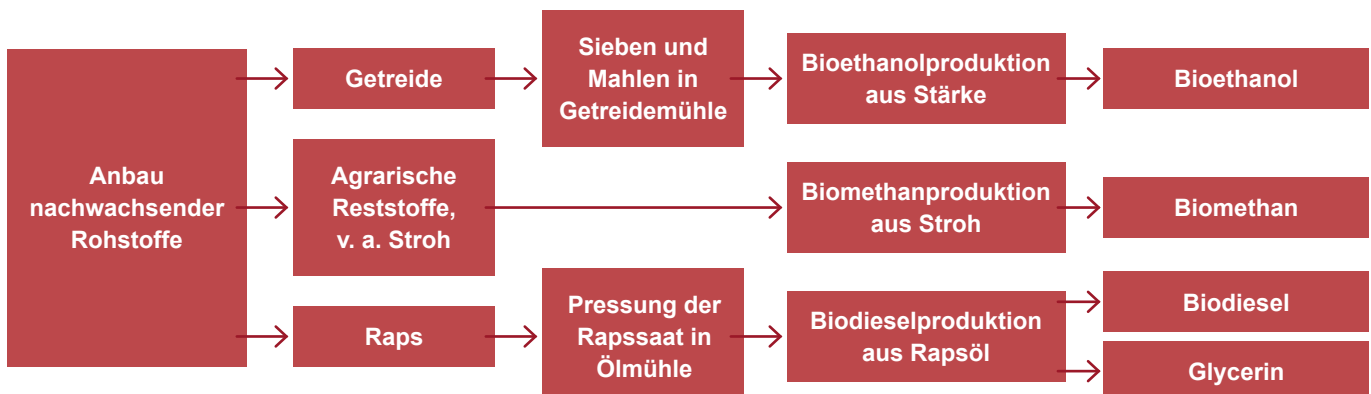 Anbau
nachwachsender
Rohstoffe
Getreide
Sieben und
Mahlen in
Getreidemühle
Bioethanolproduktion
aus Stärke
Bioethanol
Agrarische
Reststoffe,
v. a. Stroh
Biomethanproduktion
aus Stroh
Biomethan
Raps
Pressung der
Rapssaat in
Ölmühle
Biodieselproduktion
aus Rapsöl
Biodiesel
Glycerin